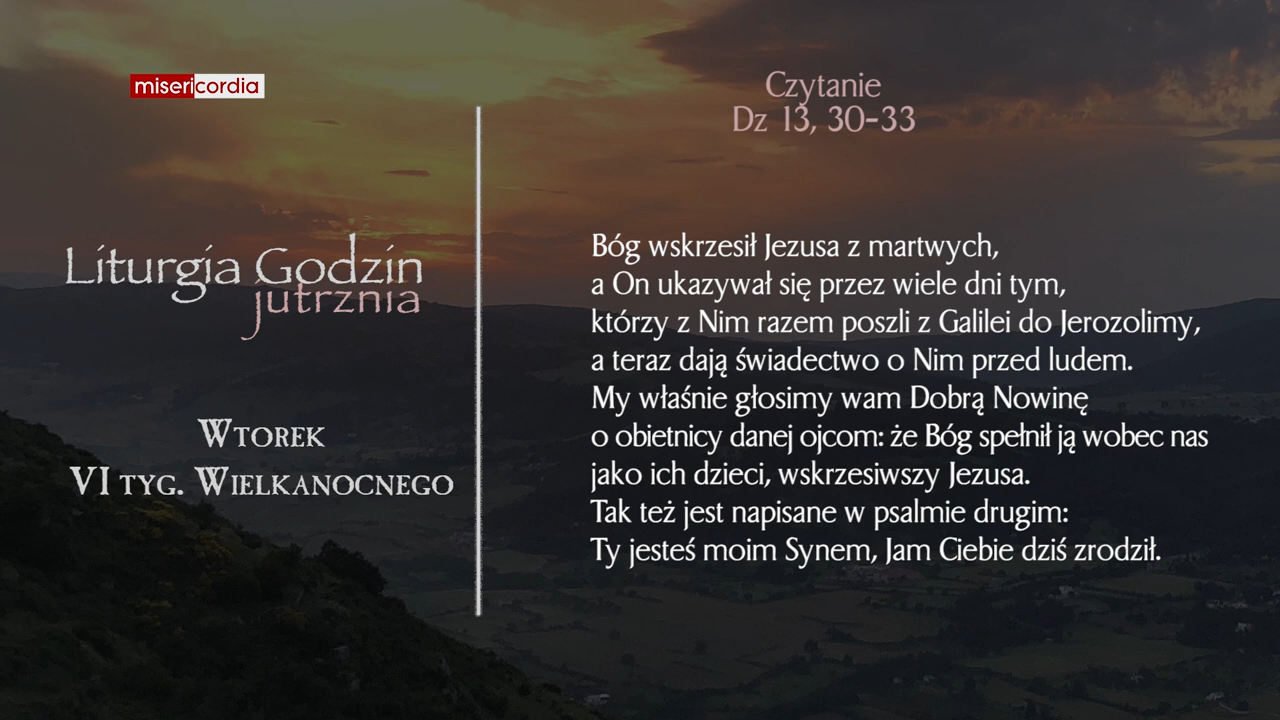 misericordia
Liturgia Godzin
jutrznia
Wtorek
VI tyg. Wielkanocnego
Czytanie
Dz 13, 30-33
Bóg wskrzesił Jezusa z martwych,
a On ukazywał się przez wiele dni tym,
którzy z Nim razem poszli z Galilei do Jerozolimy,
a teraz dają świadectwo o Nim przed ludem.
My właśnie głosimy wam Dobrą Nowinę
o obietnicy danej ojcom: że Bóg spełnił ją wobec nas
jako ich dzieci, wskrzesiwszy Jezusa.
Tak też jest napisane w psalmie drugim:
Ty jesteś moim Synem, Jam Ciebie dziś zrodził.